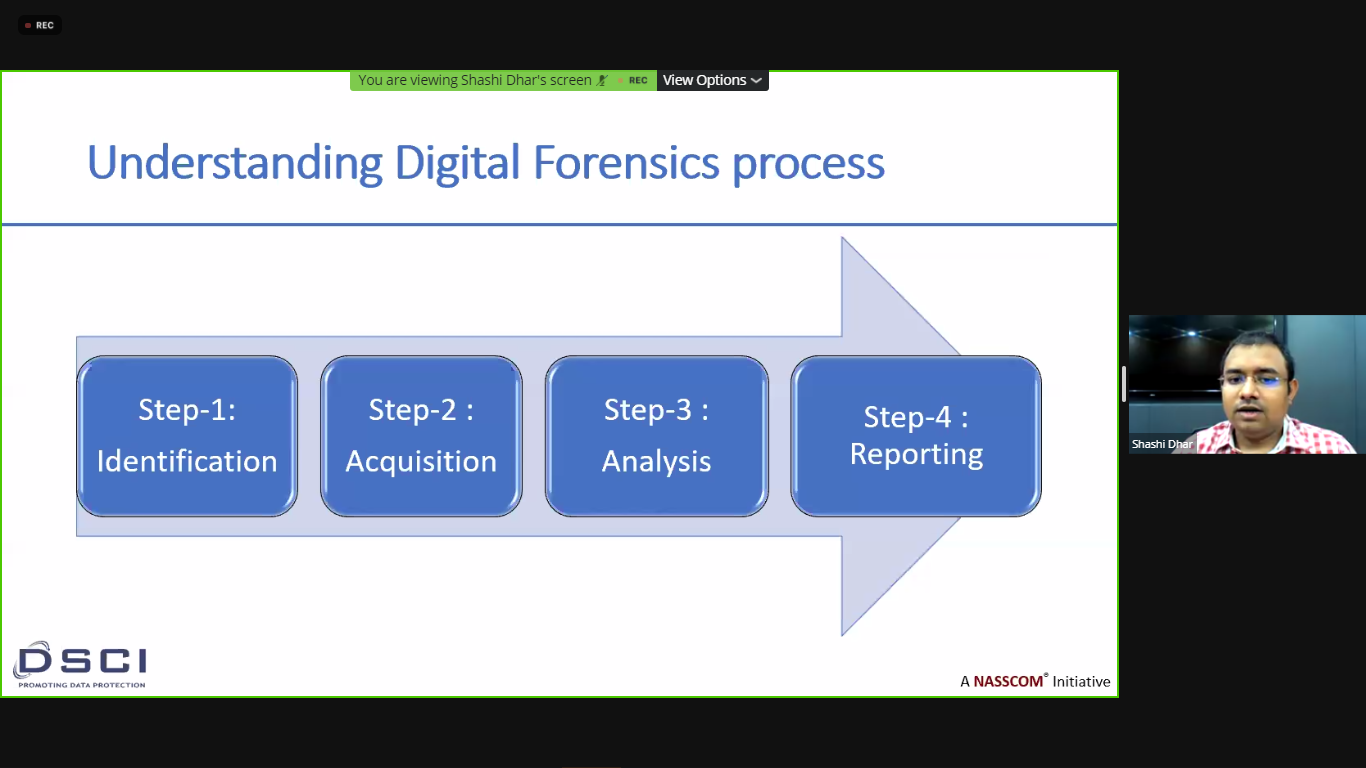 REC
You are viewing Shashi Dhar's screen REC View Options
Understanding Digital Forensics process
Step-1:
Identification
Step-2 :
Acquisition
Step-3 :
Analysis
Step-4 :
Reporting
Shashi Dhar
DSCI
PROMOTING DATA PROTECTION
A NASSCOM® Initiative